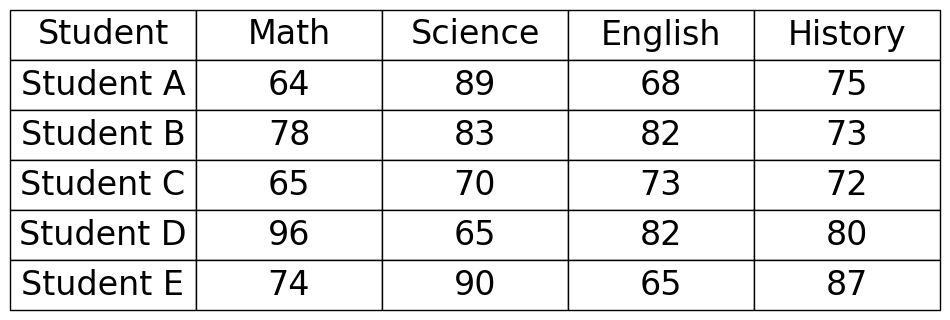 Student Math Science English History
Student A 64 89 68 75
Student B 78 83 82 73
Student C 65 70 73 72
Student D 96 65 82 80
Student E 74 90 65 87